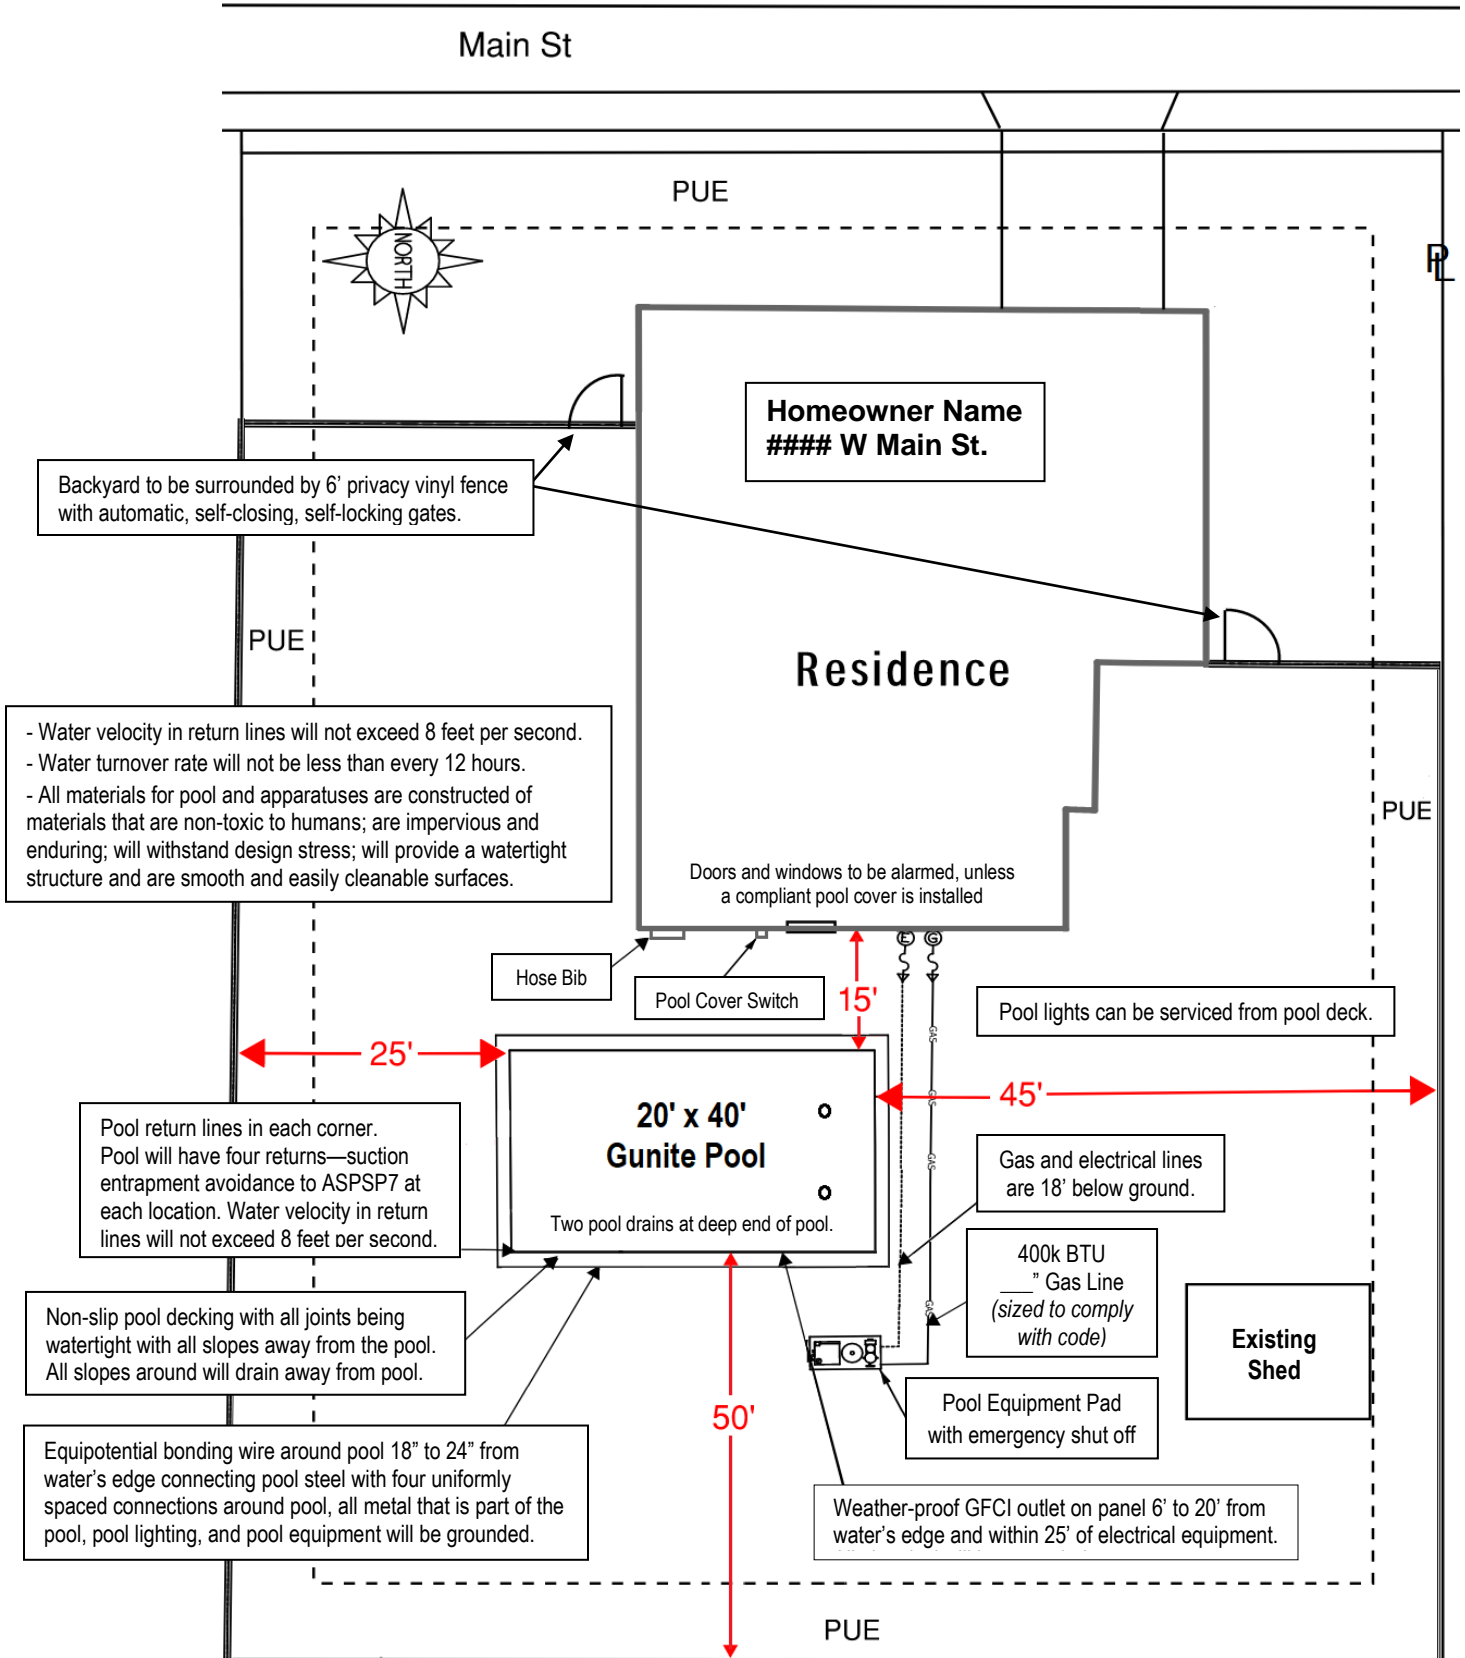 Main St
PUE
NORTH
PL
Homeowner Name
#### W Main St.
Backyard to be surrounded by 6’ privacy vinyl fence
with automatic, self-closing, self-locking gates.
PUE
Residence
- Water velocity in return lines will not exceed 8 feet per second.
- Water turnover rate will not be less than every 12 hours.
- All materials for pool and apparatuses are constructed of
materials that are non-toxic to humans; are impervious and
enduring; will withstand design stress; will provide a watertight
structure and are smooth and easily cleanable surfaces.
PUE
Doors and windows to be alarmed, unless
a compliant pool cover is installed
E G
Hose Bib
Pool Cover Switch
15'
Pool lights can be serviced from pool deck.
GAS
25'
45'
GAS
20' x 40'
Gunite Pool
Two pool drains at deep end of pool.
Pool return lines in each corner.
Pool will have four returns—suction
entrapment avoidance to ASPSP7 at
each location. Water velocity in return
lines will not exceed 8 feet per second.
GAS
Gas and electrical lines
are 18’ below ground.
400k BTU
___” Gas Line
(sized to comply
with code)
GAS
Non-slip pool decking with all joints being
watertight with all slopes away from the pool.
All slopes around will drain away from pool.
Existing
Shed
50'
Pool Equipment Pad
with emergency shut off
Equipotential bonding wire around pool 18” to 24” from
water’s edge connecting pool steel with four uniformly
spaced connections around pool, all metal that is part of the
pool, pool lighting, and pool equipment will be grounded.
Weather-proof GFCI outlet on panel 6’ to 20’ from
water’s edge and within 25’ of electrical equipment.
PUE